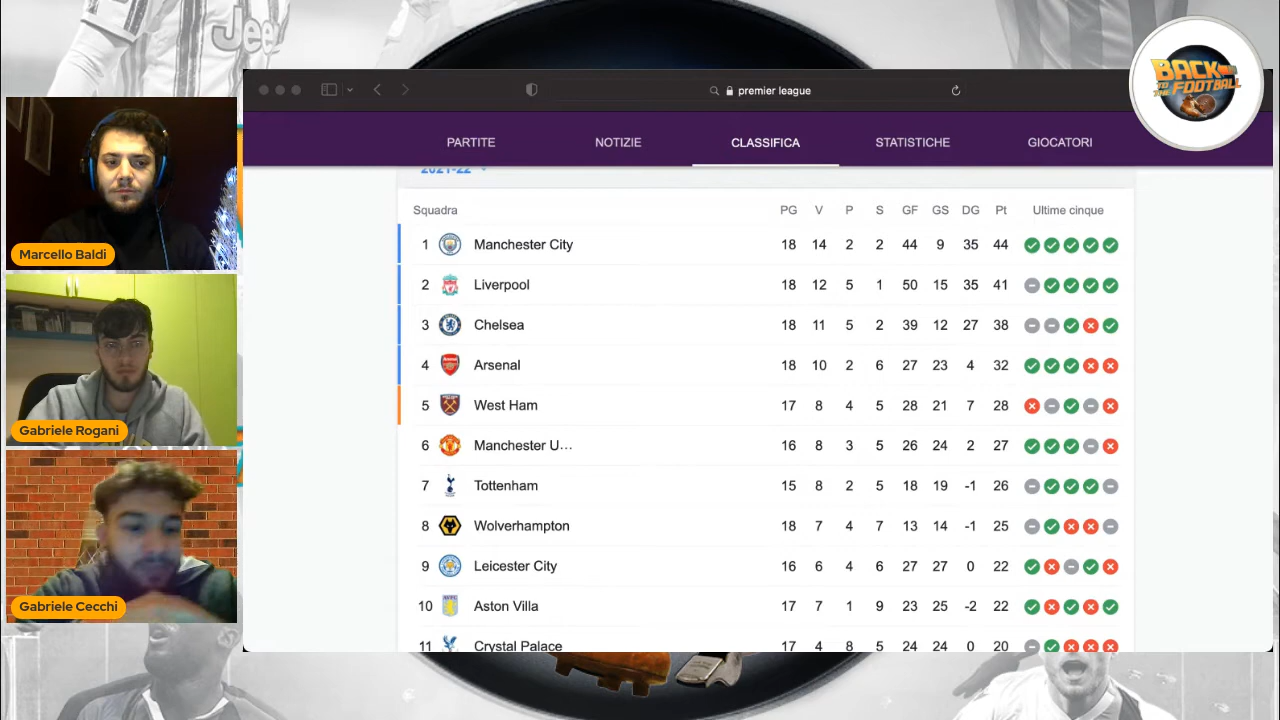 Jeep
BACK
TO THE FOOTBALL
premier league
PARTITE NOTIZIE CLASSIFICA STATISTICHE GIOCATORI
2021-22
Squadra PG V P S GF GS DG Pt Ultime cinque
1 Manchester City 18 14 2 2 44 9 35 44
2 Liverpool 18 12 5 1 50 15 35 41
3 Chelsea 18 11 5 2 39 12 27 38
4 Arsenal 18 10 2 6 27 23 4 32
5 West Ham 17 8 4 5 28 21 7 28
6 Manchester U... 16 8 3 5 26 24 2 27
7 Tottenham 15 8 2 5 18 19 -1 26
8 Wolverhampton 18 7 4 7 13 14 -1 25
9 Leicester City 16 6 4 6 27 27 0 22
10 Aston Villa 17 7 1 9 23 25 -2 22
11 Crystal Palace 17 4 8 5 24 24 0 20
Marcello Baldi
Gabriele Rogani
Gabriele Cecchi